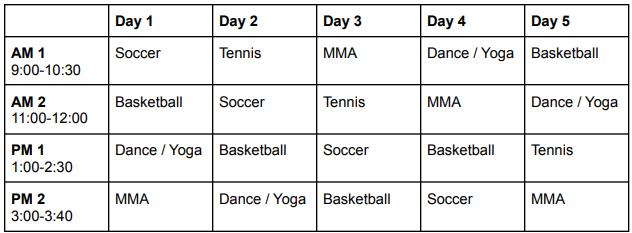 Day 1 Day 2 Day 3 Day 4 Day 5
AM 1 Soccer Tennis MMA Dance / Yoga Basketball
9:00-10:30
AM 2 Basketball Soccer Tennis MMA Dance / Yoga
11:00-12:00
PM 1 Dance / Yoga Basketball Soccer Basketball Tennis
1:00-2:30
PM 2 MMA Dance / Yoga Basketball Soccer MMA
3:00-3:40